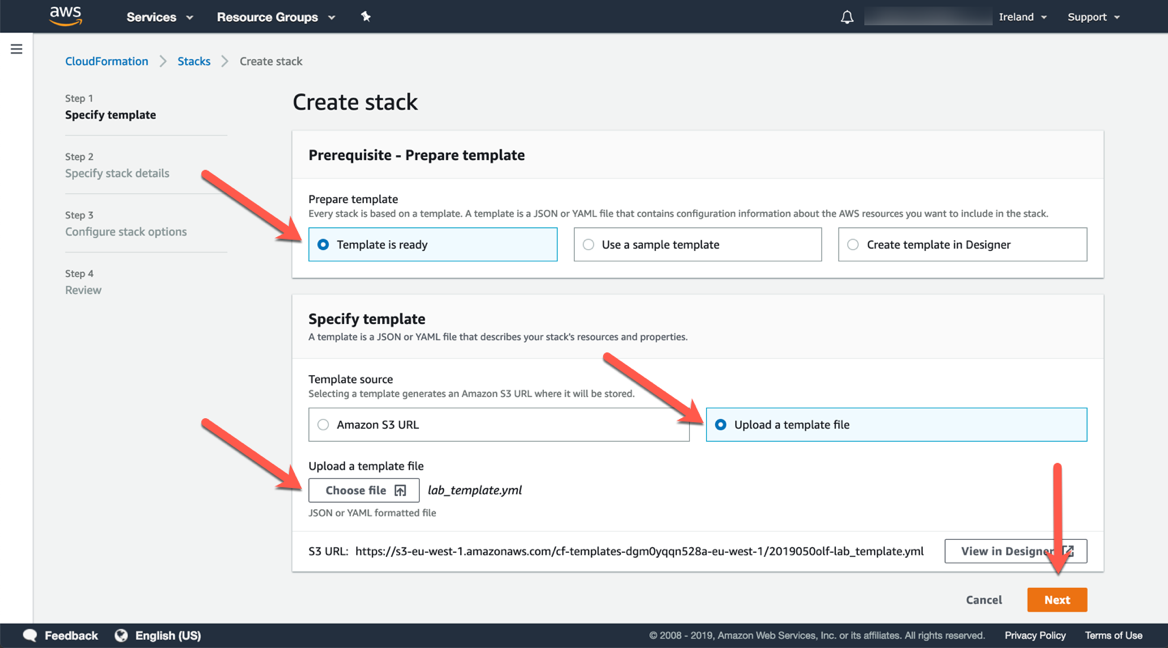 aws
Services
Resource Groups
Ireland
Support
CloudFormation
Stacks
Create stack
Step 1
Specify template
Step 2
Specify stack details
Step 3
Configure stack options
Step 4
Review
Create stack
Prerequisite - Prepare template
Prepare template
Every stack is based on a template. A template is a JSON or YAML file that contains configuration information about the AWS resources you want to include in the stack.
Template is ready
Use a sample template
Create template in Designer
Specify template
A template is a JSON or YAML file that describes your stack's resources and properties.
Template source
Selecting a template generates an Amazon S3 URL where it will be stored.
Amazon S3 URL
Upload a template file
Upload a template file
Choose file
lab_template.yml
JSON or YAML formatted file
S3 URL: https://s3-eu-west-1.amazonaws.com/cf-templates-dgm0yqqn528a-eu-west-1/2019050olf-lab_template.yml
View in Designer
Cancel
Next
Feedback
English (US)
© 2008 - 2019, Amazon Web Services, Inc. or its affiliates. All rights reserved.
Privacy Policy
Terms of Use